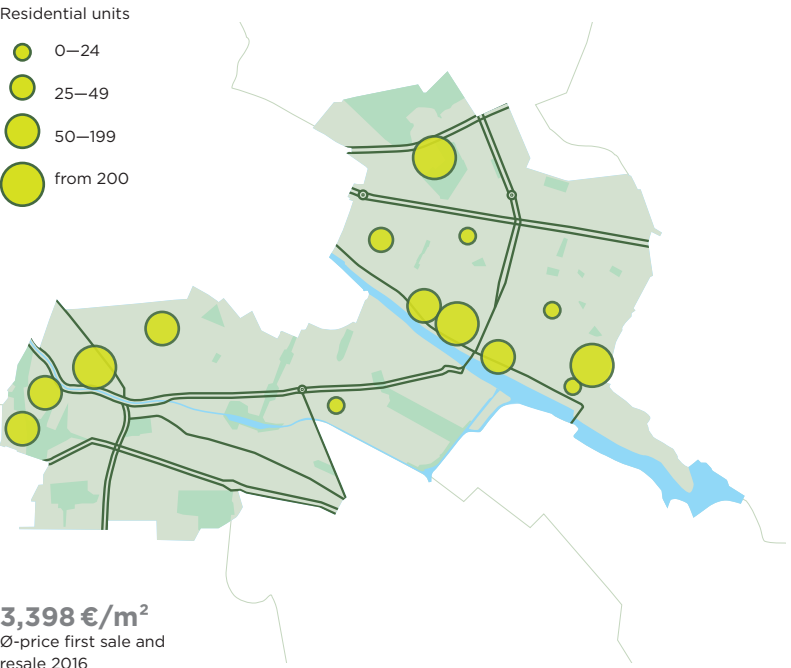 Residential units
0—24
25—49
50—199
from 200
3,398 €/m²
Ø-price first sale and
resale 2016